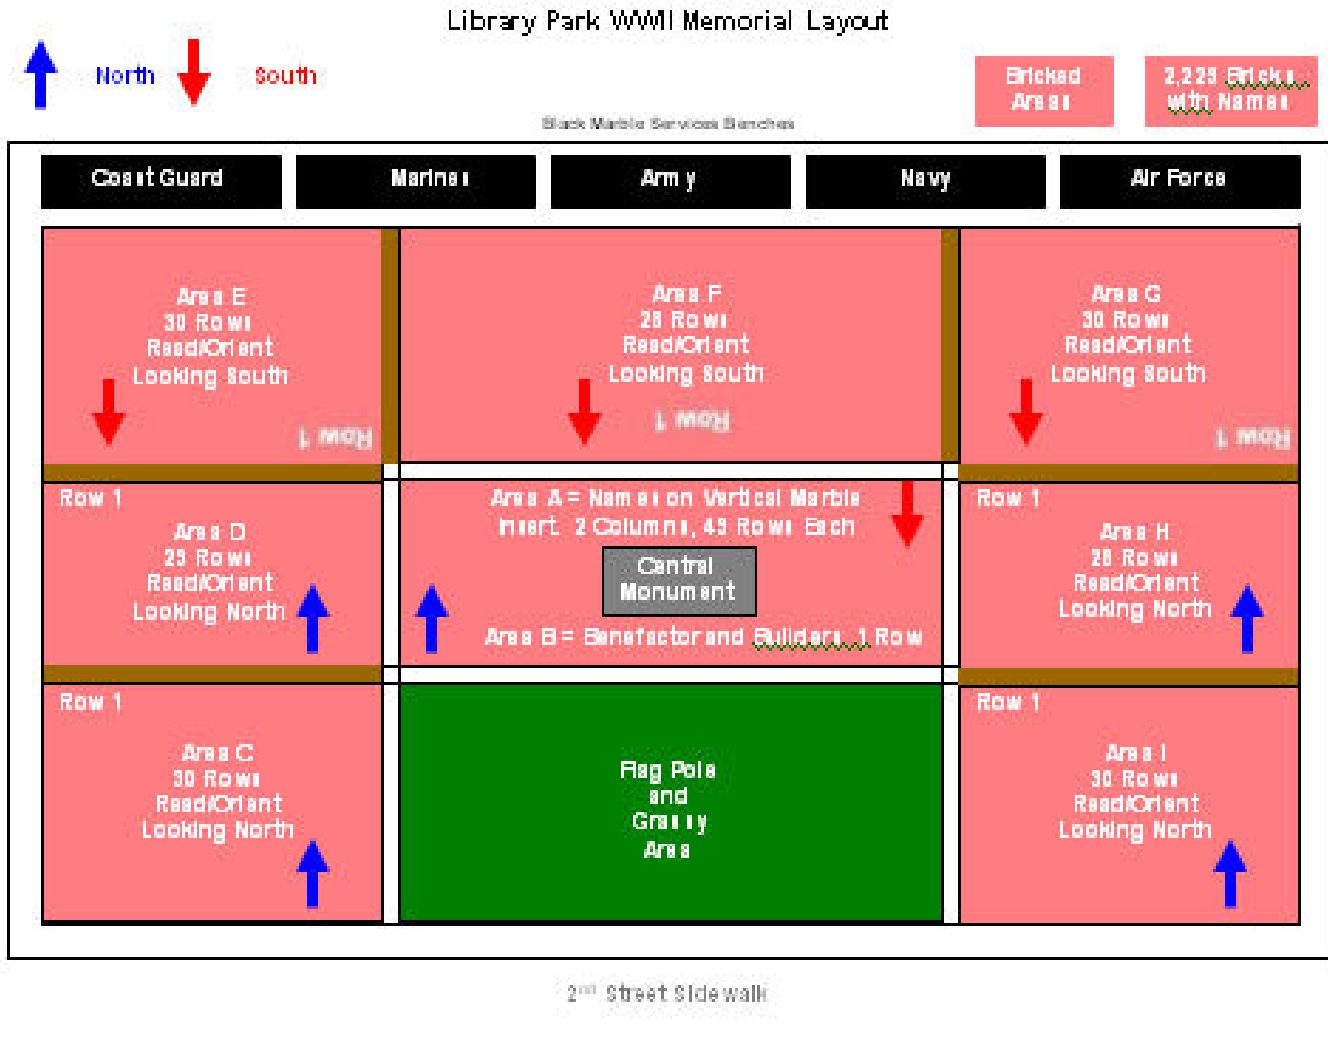 Library Park WWII Memorial Layout
North
South
Bricked
Areas
2,223 Bricks
with Names
Black Marble Services Benches
Coast Guard
Marines
Army
Navy
Air Force
Area E
30 Rows
Read/Orient
Looking South
Row 1
Area F
28 Rows
Read/Orient
Looking South
Row 1
Area G
30 Rows
Read/Orient
Looking South
Row 1
Row 1
Area D
29 Rows
Read/Orient
Looking North
Area A = Names on Vertical Marble
Insert 2 Columns, 49 Rows Each
Central
Monument
Area B = Benefactor and Builders, 1 Row
Row 1
Area H
28 Rows
Read/Orient
Looking North
Row 1
Area C
30 Rows
Read/Orient
Looking North
Flag Pole
and
Grassy
Area
Row 1
Area I
30 Rows
Read/Orient
Looking North
2nd Street Sidewalk